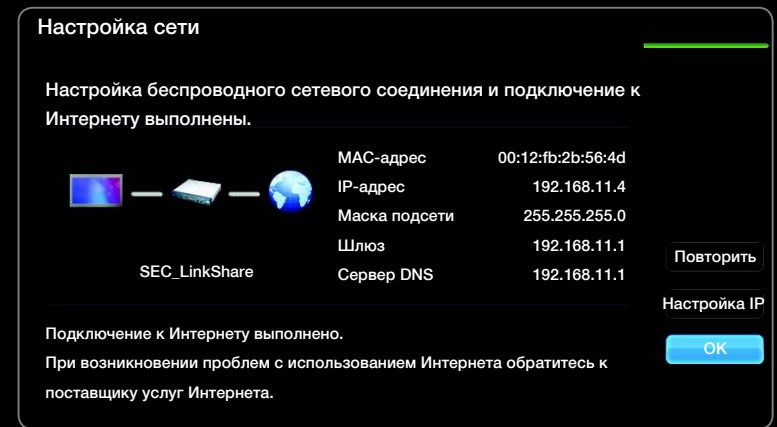 Настройка сети
Настройка беспроводного сетевого соединения и подключение к
Интернету выполнены.
MAC-адрес 00:12:fb:2b:56:4d
IP-адрес 192.168.11.4
Маска подсети 255.255.255.0
Шлюз 192.168.11.1
Сервер DNS 192.168.11.1
SEC_LinkShare
Повторить
Настройка IP
OK
Подключение к Интернету выполнено.
При возникновении проблем с использованием Интернета обратитесь к
поставщику услуг Интернета.